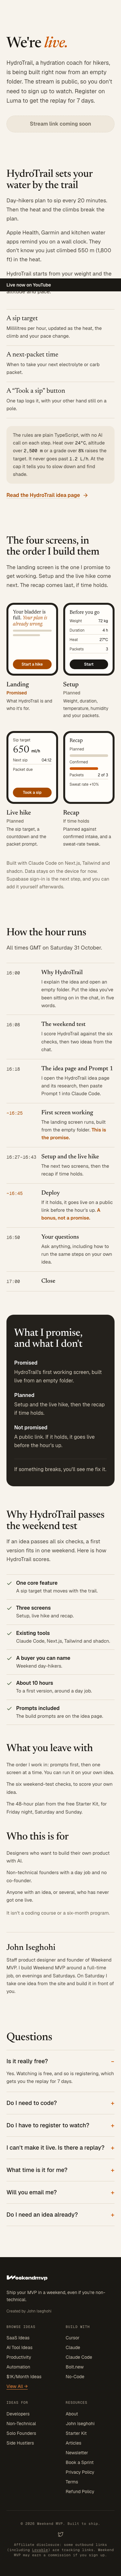 We're live.
HydroTrail, a hydration coach for hikers,
is being built right now from an empty
folder. The stream is public, so you don't
need to sign up to watch. Register on
Luma to get the replay for 7 days.
Stream link coming soon
HydroTrail sets your
water by the trail
Day-hikers plan to sip every 20 minutes.
Then the heat and the climbs break the
plan.
Apple Health, Garmin and kitchen water
apps remind you on a wall clock. They
don't know you just climbed 550 m (1,800
ft) in the heat.
HydroTrail starts from your weight and the
Live now on YouTube
altitude and pace.
A sip target
Millilitres per hour, updated as the heat, the
climb and your pace change.
A next-packet time
When to take your next electrolyte or carb
packet.
A "Took a sip" button
One tap logs it, with your other hand still on a
pole.
The rules are plain TypeScript, with no AI
call on each step. Heat over 24°C, altitude
over 2,500 m or a grade over 8% raises the
target. It never goes past 1.2 L/h. At the
cap it tells you to slow down and find
shade.
Read the HydroTrail idea page →
The four screens, in
the order I build them
The landing screen is the one I promise to
get working. Setup and the live hike come
next. The recap comes last, if time holds.
Your bladder is
full. Your plan is
already wrong.
Start a hike
Landing
Promised
What HydroTrail is and
who it's for.
Before you go
Weight 72 kg
Duration 4 h
Heat 27°C
Packets 3
Start
Setup
Planned
Weight, duration,
temperature, humidity
and your packets.
Sip target
650 ml/h
Next sip 04:12
Packet due
Took a sip
Live hike
Planned
The sip target, a
countdown and the
packet prompt.
Recap
Planned
Confirmed
Packets 2 of 3
Sweat rate +10%
Recap
If time holds
Planned against
confirmed intake, and a
sweat-rate tweak.
Built with Claude Code on Next.js, Tailwind and
shadcn. Data stays on the device for now.
Supabase sign-in is the next step, and you can
add it yourself afterwards.
How the hour runs
All times GMT on Saturday 31 October.
16:00
Why HydroTrail
I explain the idea and open an
empty folder. Put the idea you've
been sitting on in the chat, in five
words.
16:05
The weekend test
I score HydroTrail against the six
checks, then two ideas from the
chat.
16:10
The idea page and Prompt 1
I open the HydroTrail idea page
and its research, then paste
Prompt 1 into Claude Code.
~16:25
First screen working
The landing screen runs, built
from the empty folder. This is
the promise.
16:27–16:43
Setup and the live hike
The next two screens, then the
recap if time holds.
~16:45
Deploy
If it holds, it goes live on a public
link before the hour's up. A
bonus, not a promise.
16:50
Your questions
Ask anything, including how to
run the same steps on your own
idea.
17:00
Close
What I promise,
and what I don't
Promised
HydroTrail's first working screen, built
live from an empty folder.
Planned
Setup and the live hike, then the recap
if time holds.
Not promised
A public link. If it holds, it goes live
before the hour's up.
If something breaks, you'll see me fix it.
Why HydroTrail passes
the weekend test
If an idea passes all six checks, a first
version fits in one weekend. Here is how
HydroTrail scores.
One core feature
A sip target that moves with the trail.
Three screens
Setup, live hike and recap.
Existing tools
Claude Code, Next.js, Tailwind and shadcn.
A buyer you can name
Weekend day-hikers.
About 10 hours
To a first version, around a day job.
Prompts included
The build prompts are on the idea page.
What you leave with
The order I work in: prompts first, then one
screen at a time. You can run it on your own idea.
The six weekend-test checks, to score your own
idea.
The 48-hour plan from the free Starter Kit, for
Friday night, Saturday and Sunday.
Who this is for
Designers who want to build their own product
with AI.
Non-technical founders with a day job and no
co-founder.
Anyone with an idea, or several, who has never
got one live.
It isn't a coding course or a six-month program.
John Iseghohi
Staff product designer and founder of Weekend
MVP. I build Weekend MVP around a full-time
job, on evenings and Saturdays. On Saturday I
take one idea from the site and build it in front of
you.
Questions
Is it really free? −
Yes. Watching is free, and so is registering, which
gets you the replay for 7 days.
Do I need to code? +
Do I have to register to watch? +
I can't make it live. Is there a replay? +
What time is it for me? +
Will you email me? +
Do I need an idea already? +
Weekendmvp
Ship your MVP in a weekend, even if you're non-
technical.
Created by John Iseghohi
BROWSE IDEAS
SaaS Ideas
AI Tool Ideas
Productivity
Automation
$1K/Month Ideas
View All →
BUILD WITH
Cursor
Claude
Claude Code
Bolt.new
No-Code
IDEAS FOR
Developers
Non-Technical
Solo Founders
Side Hustlers
RESOURCES
About
John Iseghohi
Starter Kit
Articles
Newsletter
Book a Sprint
Privacy Policy
Terms
Refund Policy
© 2026 Weekend MVP. Built to ship.
Affiliate disclosure: some outbound links